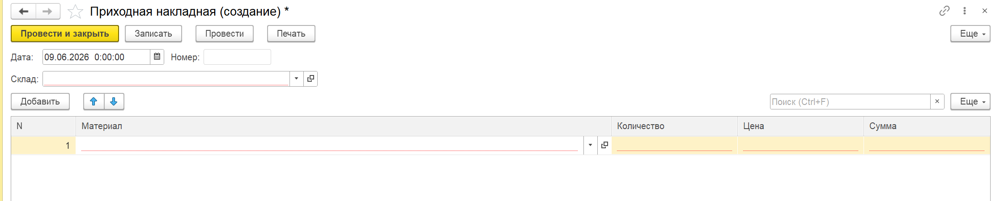 Приходная накладная (создание) *
Провести и закрыть Записать Провести Печать Еще
Дата: 09.06.2026 0:00:00 Номер:
Склад:
Добавить Поиск (Ctrl+F) Еще
N Материал Количество Цена Сумма
1